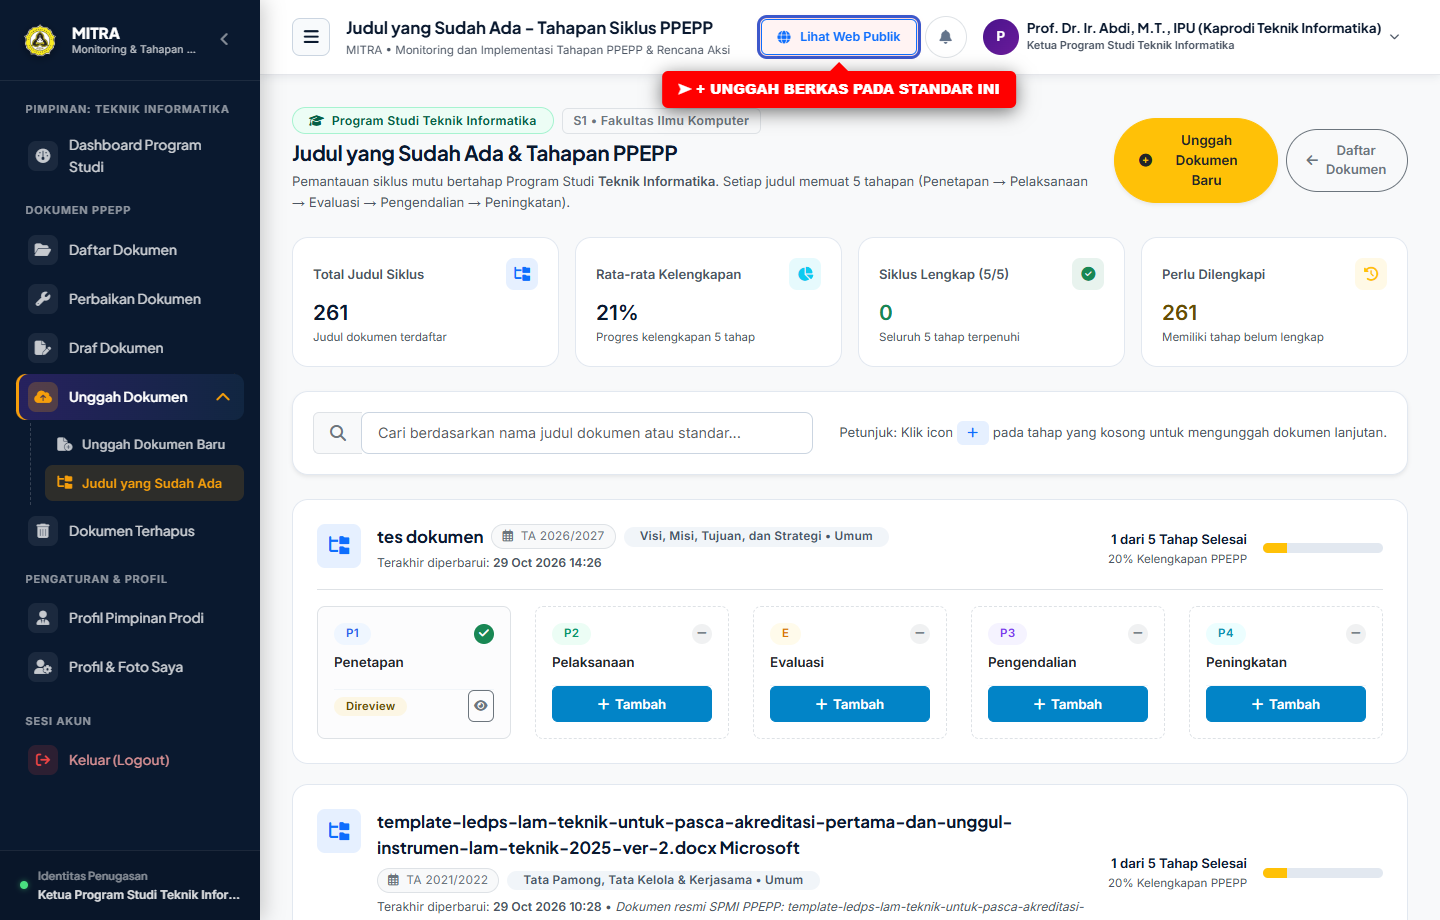 MITRA
Monitoring & Tahapan ...
PIMPINAN: TEKNIK INFORMATIKA
Dashboard Program
Studi
DOKUMEN PPEPP
Daftar Dokumen
Perbaikan Dokumen
Draf Dokumen
Unggah Dokumen
Unggah Dokumen Baru
Judul yang Sudah Ada
Dokumen Terhapus
PENGATURAN & PROFIL
Profil Pimpinan Prodi
Profil & Foto Saya
SESI AKUN
Keluar (Logout)
Identitas Penugasan
Ketua Program Studi Teknik Infor...
Judul yang Sudah Ada - Tahapan Siklus PPEPP
MITRA • Monitoring dan Implementasi Tahapan PPEPP & Rencana Aksi
Lihat Web Publik
P
Prof. Dr. Ir. Abdi, M.T., IPU (Kaprodi Teknik Informatika)
Ketua Program Studi Teknik Informatika
➤ + UNGGAH BERKAS PADA STANDAR INI
Program Studi Teknik Informatika
S1 • Fakultas Ilmu Komputer
Judul yang Sudah Ada & Tahapan PPEPP
Pemantauan siklus mutu bertahap Program Studi Teknik Informatika. Setiap judul memuat 5 tahapan (Penetapan → Pelaksanaan
→ Evaluasi → Pengendalian → Peningkatan).
Unggah
Dokumen
Baru
Daftar
Dokumen
Total Judul Siklus
261
Judul dokumen terdaftar
Rata-rata Kelengkapan
21%
Progres kelengkapan 5 tahap
Siklus Lengkap (5/5)
0
Seluruh 5 tahap terpenuhi
Perlu Dilengkapi
261
Memiliki tahap belum lengkap
Cari berdasarkan nama judul dokumen atau standar...
Petunjuk: Klik icon + pada tahap yang kosong untuk mengunggah dokumen lanjutan.
tes dokumen
TA 2026/2027
Visi, Misi, Tujuan, dan Strategi • Umum
Terakhir diperbarui: 29 Oct 2026 14:26
1 dari 5 Tahap Selesai
20% Kelengkapan PPEPP
P1
Penetapan
Direview
P2
Pelaksanaan
+ Tambah
E
Evaluasi
+ Tambah
P3
Pengendalian
+ Tambah
P4
Peningkatan
+ Tambah
template-ledps-lam-teknik-untuk-pasca-akreditasi-pertama-dan-unggul-
instrumen-lam-teknik-2025-ver-2.docx Microsoft
TA 2021/2022
Tata Pamong, Tata Kelola & Kerjasama • Umum
Terakhir diperbarui: 29 Oct 2026 10:28 • Dokumen resmi SPMI PPEPP: template-ledps-lam-teknik-untuk-pasca-akreditasi-
1 dari 5 Tahap Selesai
20% Kelengkapan PPEPP